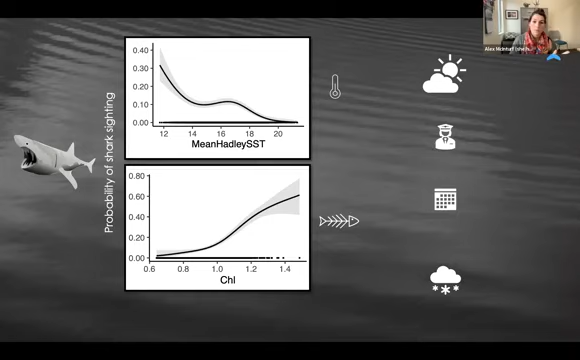 Probability of shark sighting
0.40
0.30
0.20
0.10
0.00
12 14 16 18 20
MeanHadleySST
0.80
0.60
0.40
0.20
0.00
0.6 0.8 1.0 1.2 1.4
Chl
Alex McInturf